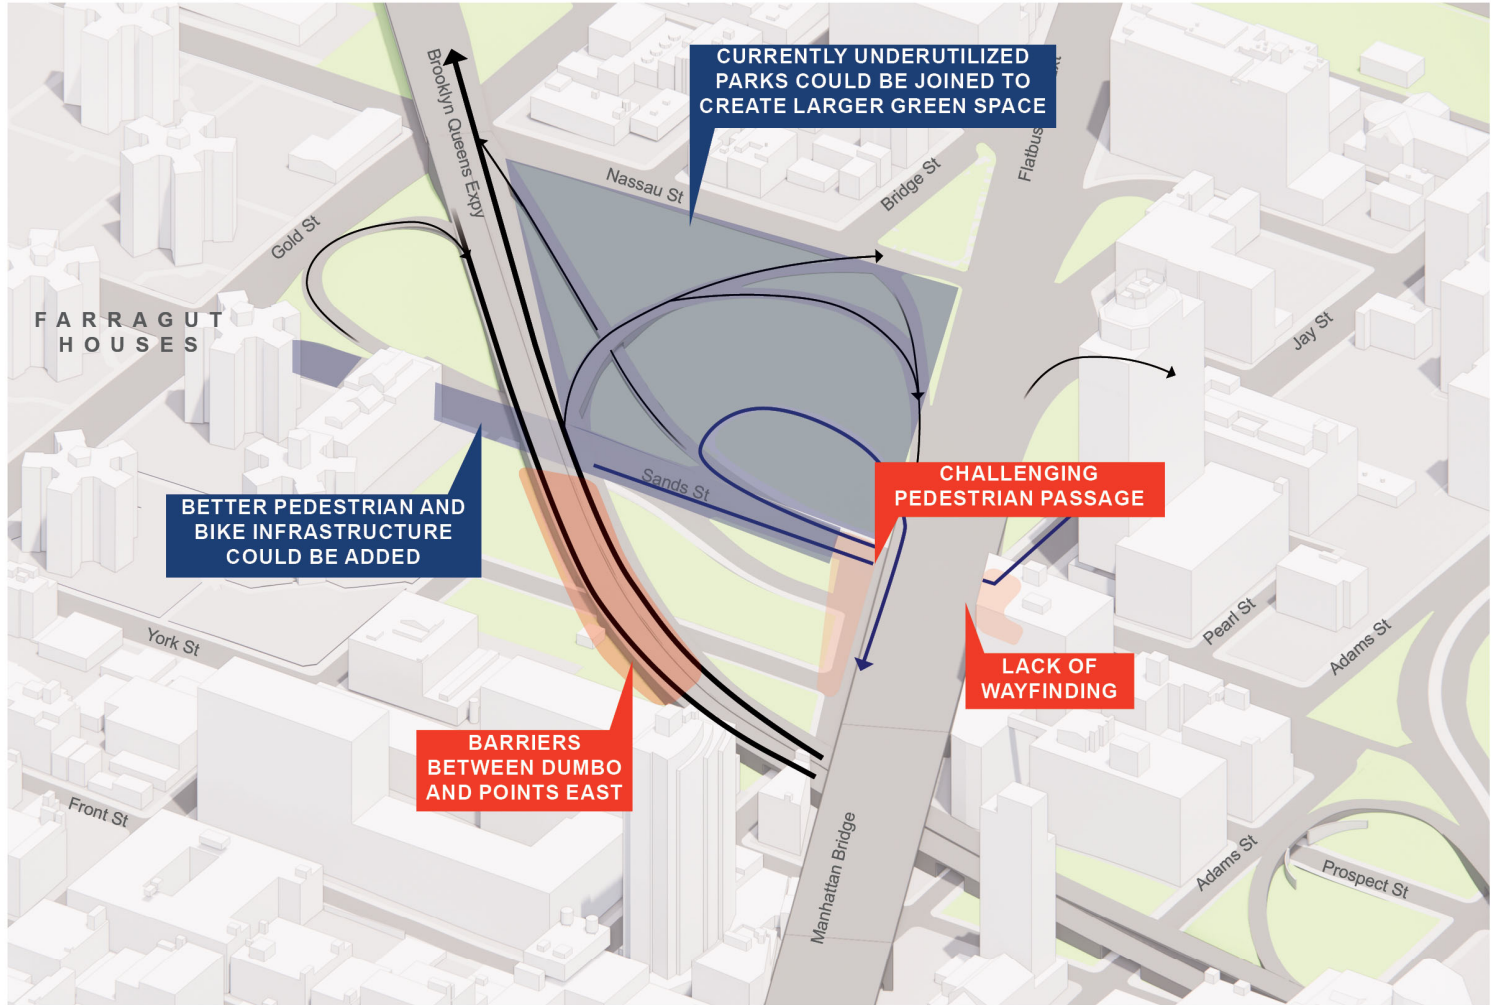 CURRENTLY UNDERUTILIZED
PARKS COULD BE JOINED TO
CREATE LARGER GREEN SPACE
Brooklyn Queens Expy
Nassau St
Bridge St
Gold St
FARRAGUT
HOUSES
Jay St
Sands St
CHALLENGING
PEDESTRIAN PASSAGE
BETTER PEDESTRIAN AND
BIKE INFRASTRUCTURE
COULD BE ADDED
York St
Pearl St
Adams St
LACK OF
WAYFINDING
BARRIERS
BETWEEN DUMBO
AND POINTS EAST
Front St
Manhattan Bridge
Adams St
Prospect St